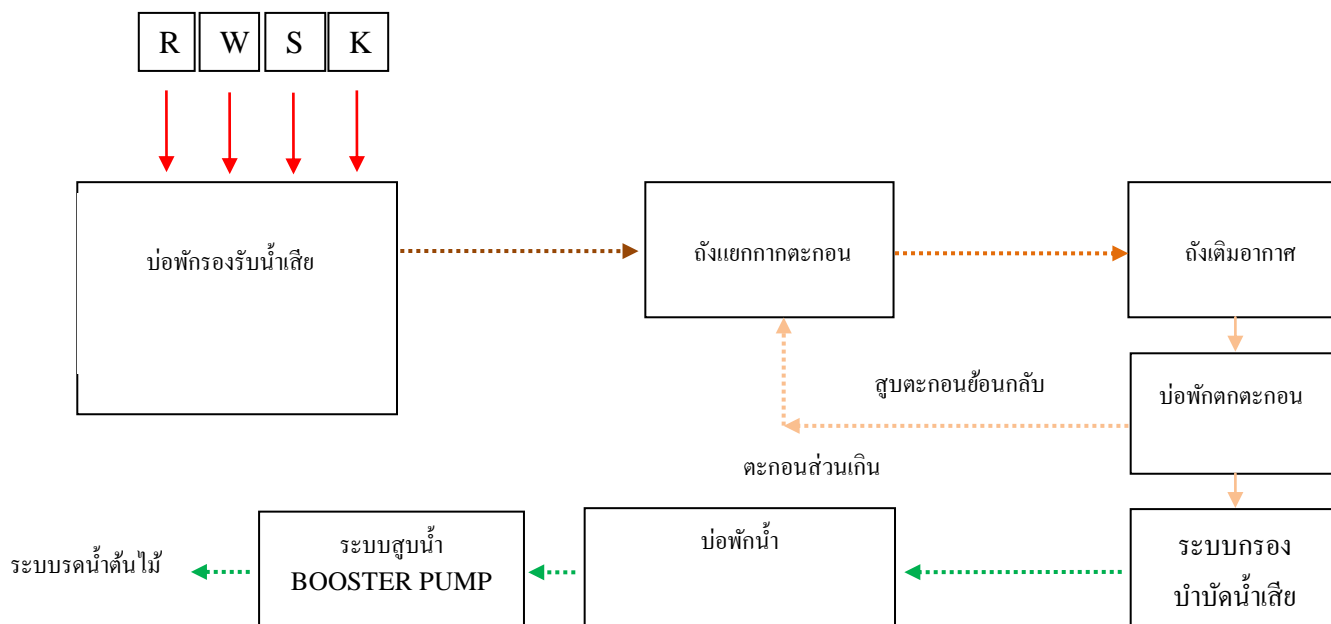 R W S K
บ่อพักรองรับน้ำเสีย
ถังแยกกากตะกอน
ถังเติมอากาศ
สูบตะกอนย้อนกลับ
บ่อพักตกตะกอน
ตะกอนส่วนเกิน
ระบบกรอง
บำบัดน้ำเสีย
บ่อพักน้ำ
ระบบสูบน้ำ
BOOSTER PUMP
ระบบรดน้ำต้นไม้